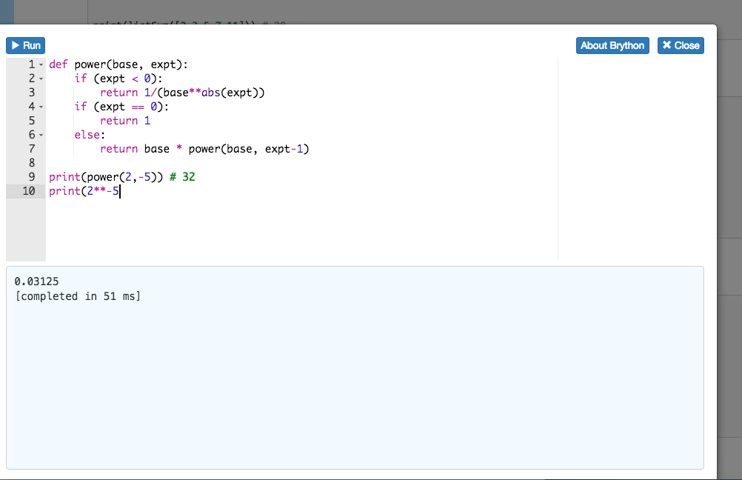 Run
About Brython
Close
1 def power(base, expt):
2 if (expt < 0):
3 return 1/(base**abs(expt))
4 if (expt == 0):
5 return 1
6 else:
7 return base * power(base, expt-1)
8
9 print(power(2,-5)) # 32
10 print(2**-5
0.03125
[completed in 51 ms]